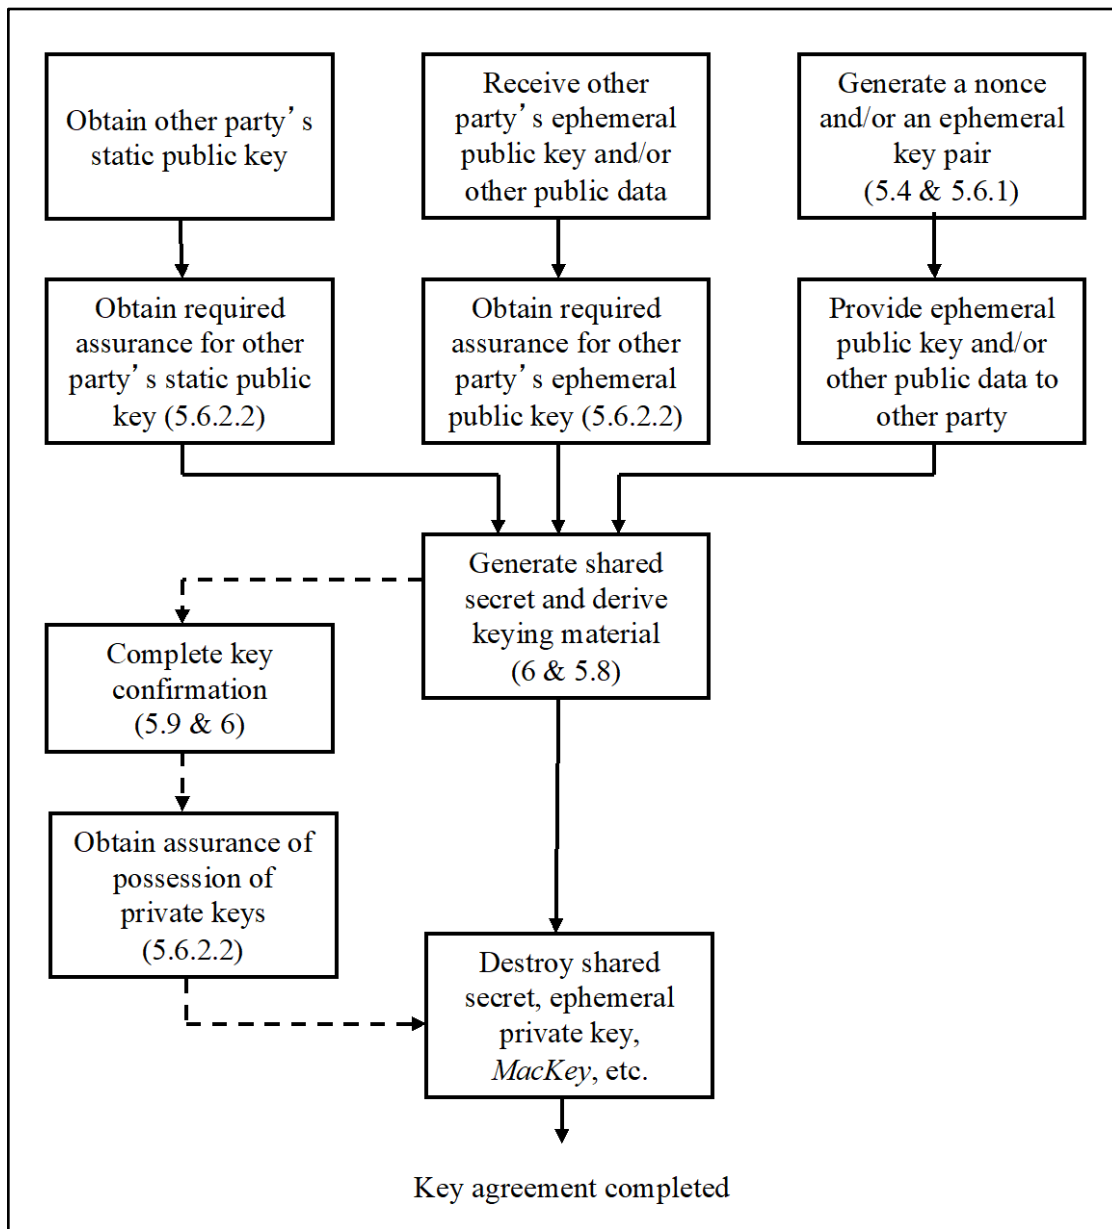 Obtain other party’s
static public key
Receive other
party’s ephemeral
public key and/or
other public data
Generate a nonce
and/or an ephemeral
key pair
(5.4 & 5.6.1)
Obtain required
assurance for other
party’s static public
key (5.6.2.2)
Obtain required
assurance for other
party’s ephemeral
public key (5.6.2.2)
Provide ephemeral
public key and/or
other public data to
other party
Generate shared
secret and derive
keying material
(6 & 5.8)
Complete key
confirmation
(5.9 & 6)
Obtain assurance of
possession of
private keys
(5.6.2.2)
Destroy shared
secret, ephemeral
private key,
MacKey, etc.
Key agreement completed